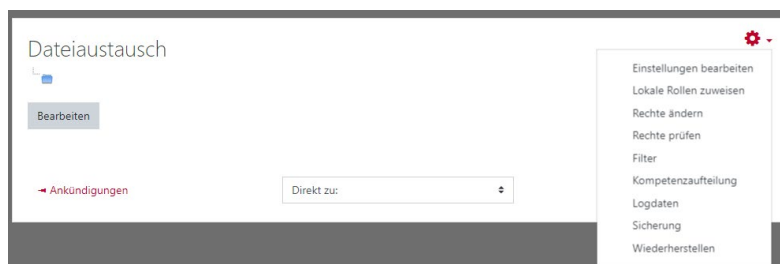 Dateiaustausch
Bearbeiten
Ankündigungen
Direkt zu:
Einstellungen bearbeiten
Lokale Rollen zuweisen
Rechte ändern
Rechte prüfen
Filter
Kompetenzaufteilung
Logdaten
Sicherung
Wiederherstellen